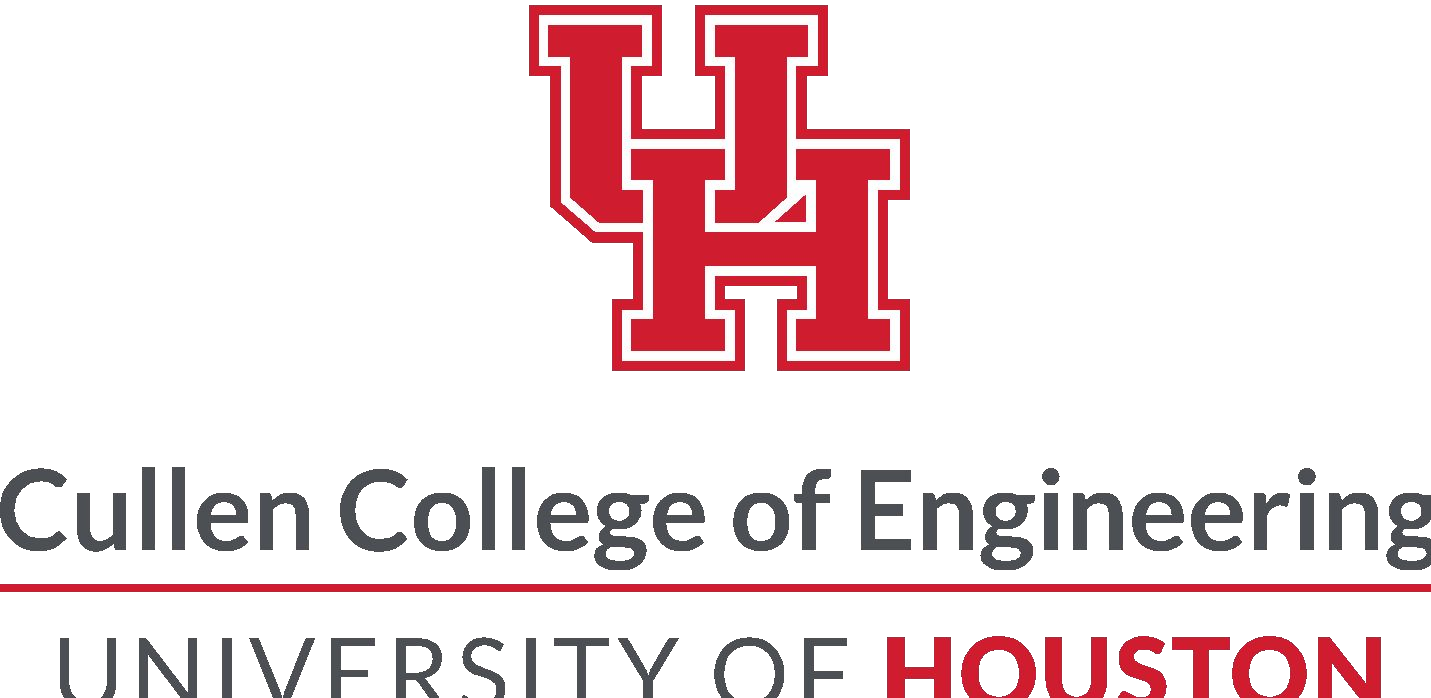 UH
Cullen College of Engineering
UNIVERSITY OF HOUSTON